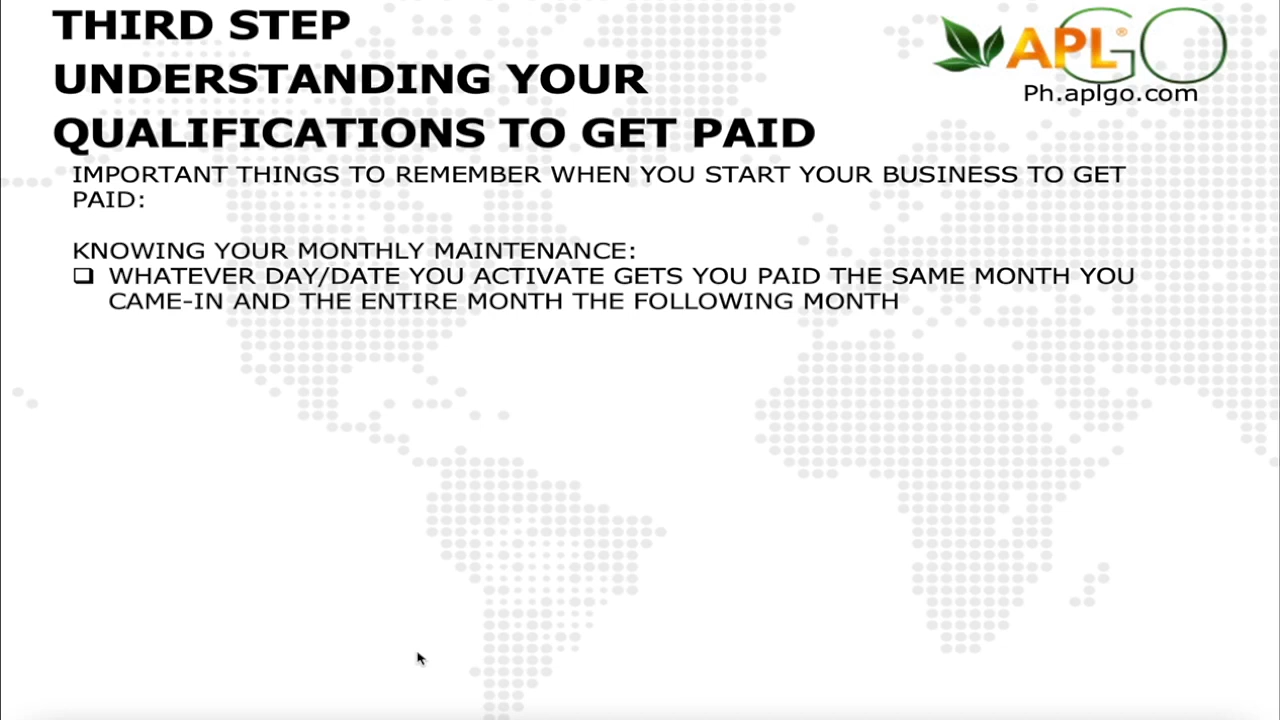 THIRD STEP
UNDERSTANDING YOUR
QUALIFICATIONS TO GET PAID
APL® GO
Ph.aplgo.com
IMPORTANT THINGS TO REMEMBER WHEN YOU START YOUR BUSINESS TO GET
PAID:
KNOWING YOUR MONTHLY MAINTENANCE:
❑ WHATEVER DAY/DATE YOU ACTIVATE GETS YOU PAID THE SAME MONTH YOU
CAME-IN AND THE ENTIRE MONTH THE FOLLOWING MONTH